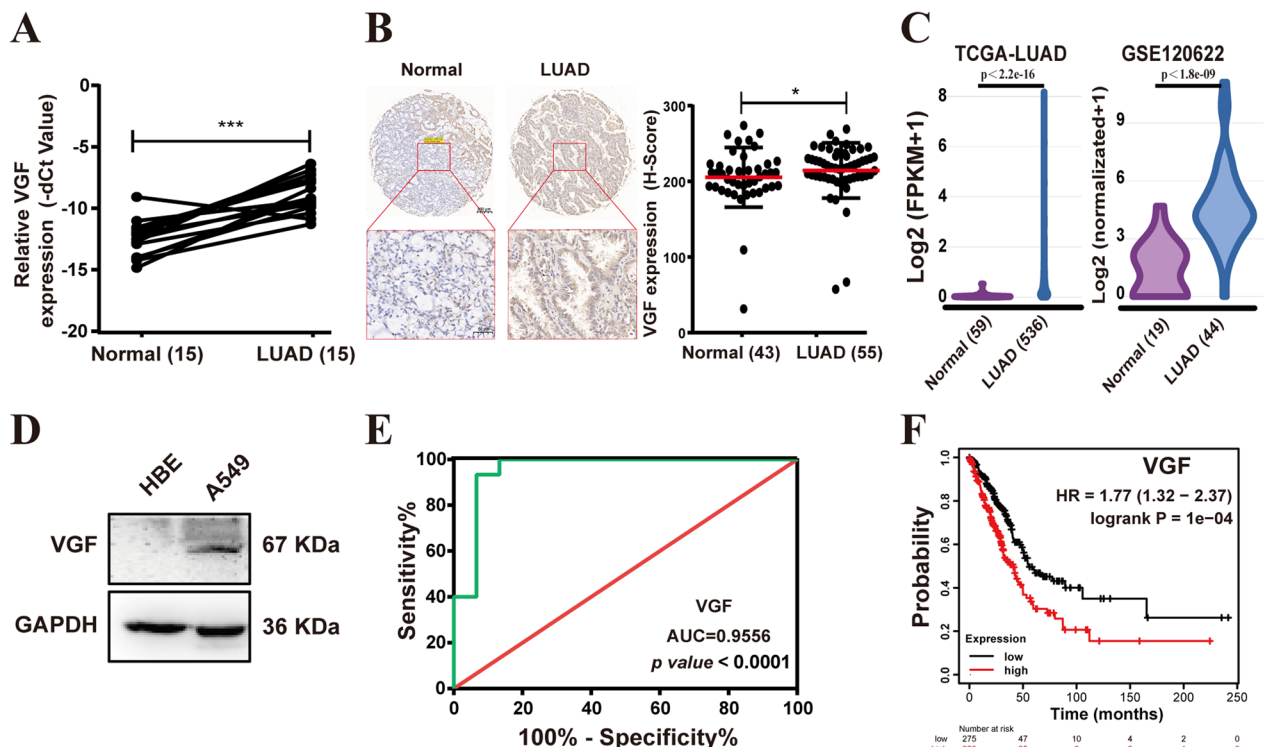 A
Relative VGF
expression (-dCt Value)
0
-5
-10
-15
-20
***
Normal (15)
LUAD (15)
B
Normal
LUAD
VGF expression (H-Score)
300
200
100
0
*
Normal (43)
LUAD (55)
C
TCGA-LUAD
p<2.2e-16
Log2 (FPKM+1)
8
6
4
2
0
Normal (59)
LUAD (536)
GSE120622
p<1.8e-09
Log2 (normalizated+1)
9
6
3
0
Normal (19)
LUAD (44)
D
HBE
A549
VGF
67 KDa
GAPDH
36 KDa
E
Sensitivity%
100
80
60
40
20
0
VGF
AUC=0.9556
p value < 0.0001
0
20
40
60
80
100
100% - Specificity%
F
Probability
1.0
0.8
0.6
0.4
0.2
0.0
VGF
HR = 1.77 (1.32 − 2.37)
logrank P = 1e−04
Expression
low
high
0
50
100
150
200
250
Time (months)
Number at risk
low 275 47 10 4 2 0